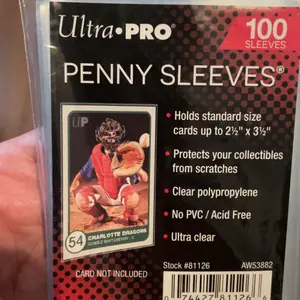 Ultra•PRO
100
SLEEVES
PENNY SLEEVES®
• Holds standard size
cards up to 2½" x 3½"
• Protects your collectibles
from scratches
• Clear polypropylene
• No PVC / Acid Free
• Ultra clear
UP
54
CHARLOTTE DRAGONS
CARD NOT INCLUDED
Stock #81126
AW53882
0 74427 81126